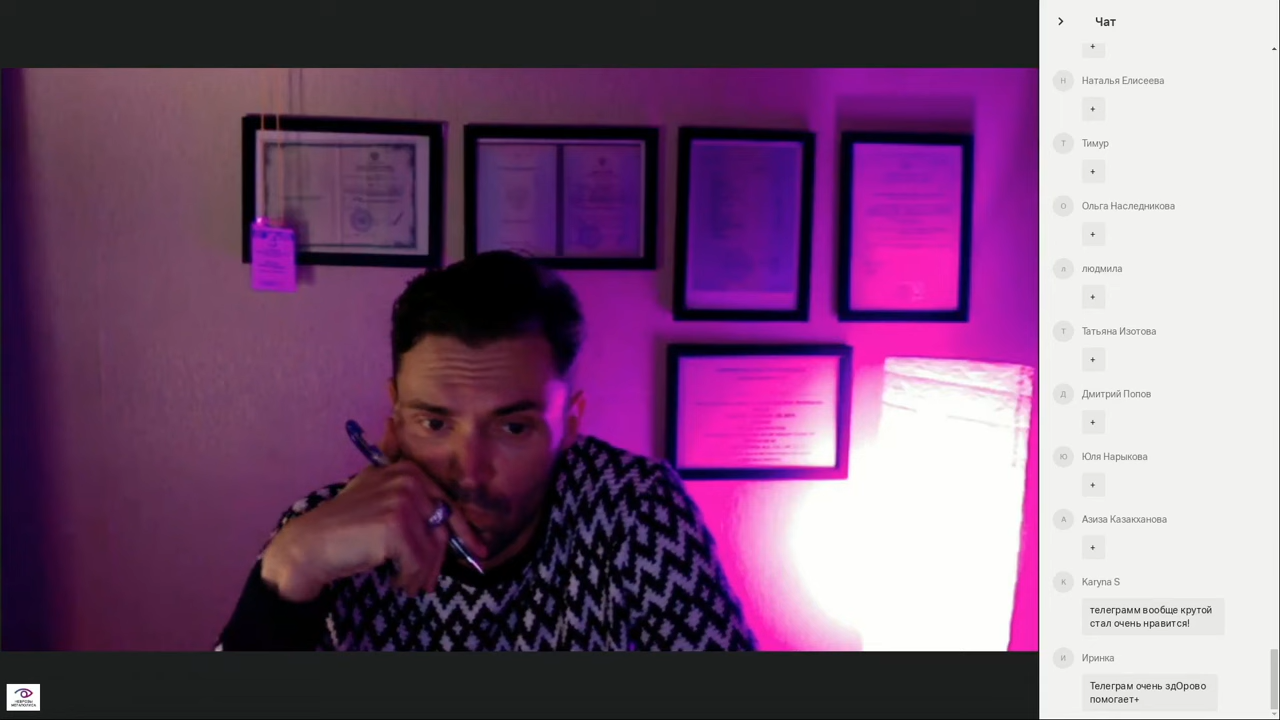 Чат
+
Н
Наталья Елисеева
+
Т
Тимур
+
О
Ольга Наследникова
+
л
людмила
+
Т
Татьяна Изотова
+
Д
Дмитрий Попов
+
Ю
Юля Нарыкова
+
А
Азиза Казакханова
+
K
Karyna S
телеграмм вообще крутой
стал очень нравится!
И
Иринка
Телеграм очень здОрово
помогает+